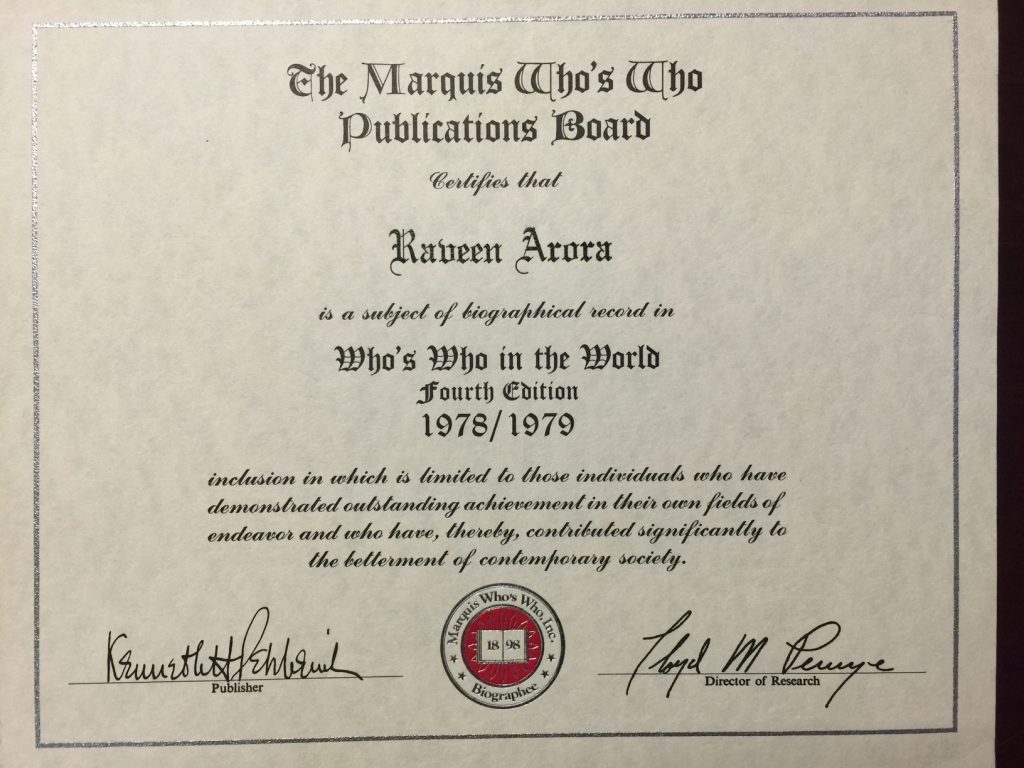 The Marquis Who's Who
Publications Board
Certifies that
Raveen Arora
is a subject of biographical record in
Who's Who in the World
Fourth Edition
1978/1979
inclusion in which is limited to those individuals who have
demonstrated outstanding achievement in their own fields of
endeavor and who have, thereby, contributed significantly to
the betterment of contemporary society.
Marquis Who's Who, Inc.
18 98
Biographee
Kenneth H
Publisher
Lloyd M
Director of Research